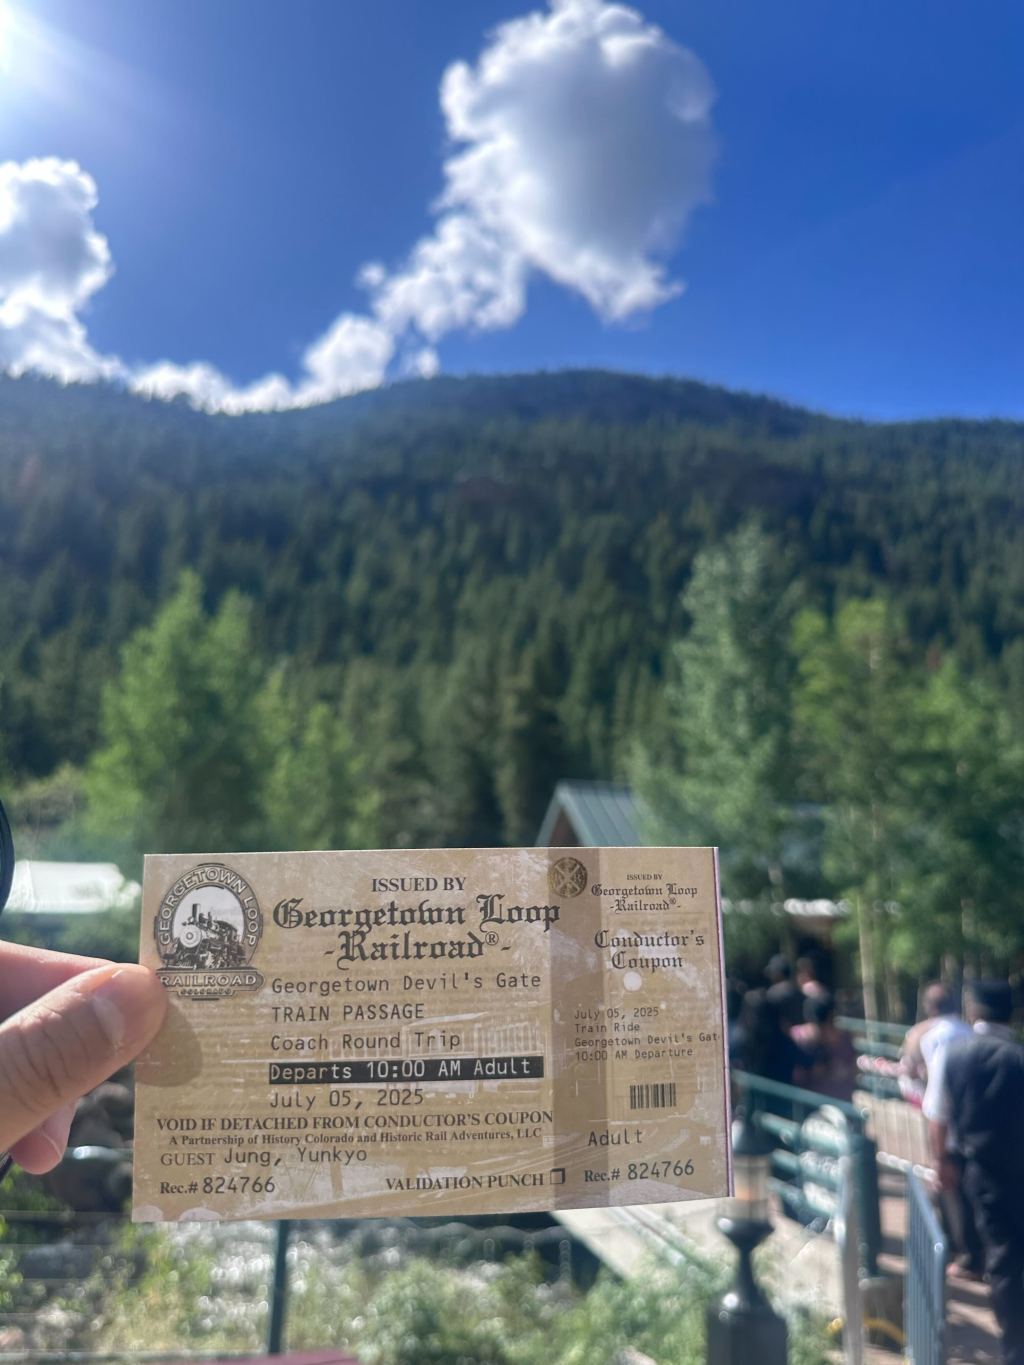 GEORGETOWN LOOP
RAILROAD
COLORADO
ISSUED BY
Georgetown Loop
-Railroad®-
Georgetown Devil's Gate
TRAIN PASSAGE
Coach Round Trip
Departs 10:00 AM Adult
July 05, 2025
VOID IF DETACHED FROM CONDUCTOR'S COUPON
A Partnership of History Colorado and Historic Rail Adventures, LLC
GUEST Jung, Yunkyo
Rec.# 824766
VALIDATION PUNCH
ISSUED BY
Georgetown Loop
-Railroad®-
Conductor's
Coupon
July 05, 2025
Train Ride
Georgetown Devil's Gat
10:00 AM Departure
Adult
Rec.# 824766